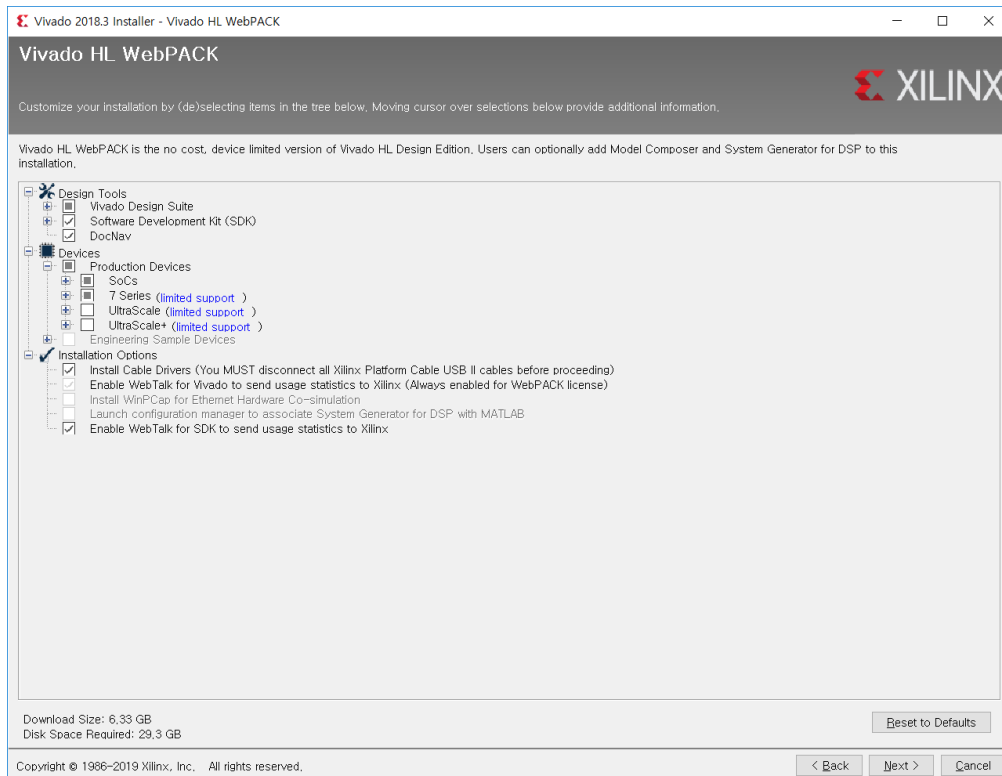 Vivado 2018.3 Installer - Vivado HL WebPACK
Vivado HL WebPACK
XILINX
Customize your installation by (de)selecting items in the tree below. Moving cursor over selections below provide additional information.
Vivado HL WebPACK is the no cost, device limited version of Vivado HL Design Edition. Users can optionally add Model Composer and System Generator for DSP to this
installation.
Design Tools
Vivado Design Suite
Software Development Kit (SDK)
DocNav
Devices
Production Devices
SoCs
7 Series (limited support )
UltraScale (limited support )
UltraScale+ (limited support )
Engineering Sample Devices
Installation Options
Install Cable Drivers (You MUST disconnect all Xilinx Platform Cable USB II cables before proceeding)
Enable WebTalk for Vivado to send usage statistics to Xilinx (Always enabled for WebPACK license)
Install WinPCap for Ethernet Hardware Co-simulation
Launch configuration manager to associate System Generator for DSP with MATLAB
Enable WebTalk for SDK to send usage statistics to Xilinx
Download Size: 6.33 GB
Disk Space Required: 29.3 GB
Reset to Defaults
Copyright © 1986-2019 Xilinx, Inc. All rights reserved.
< Back Next > Cancel